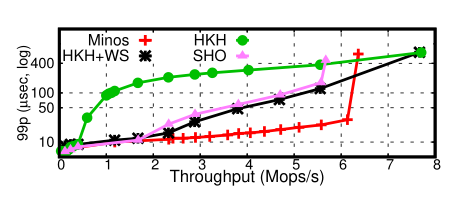 Minos HKH
HKH+WS SHO
99p (μsec, log)
400
100
50
10
0 1 2 3 4 5 6 7 8
Throughput (Mops/s)